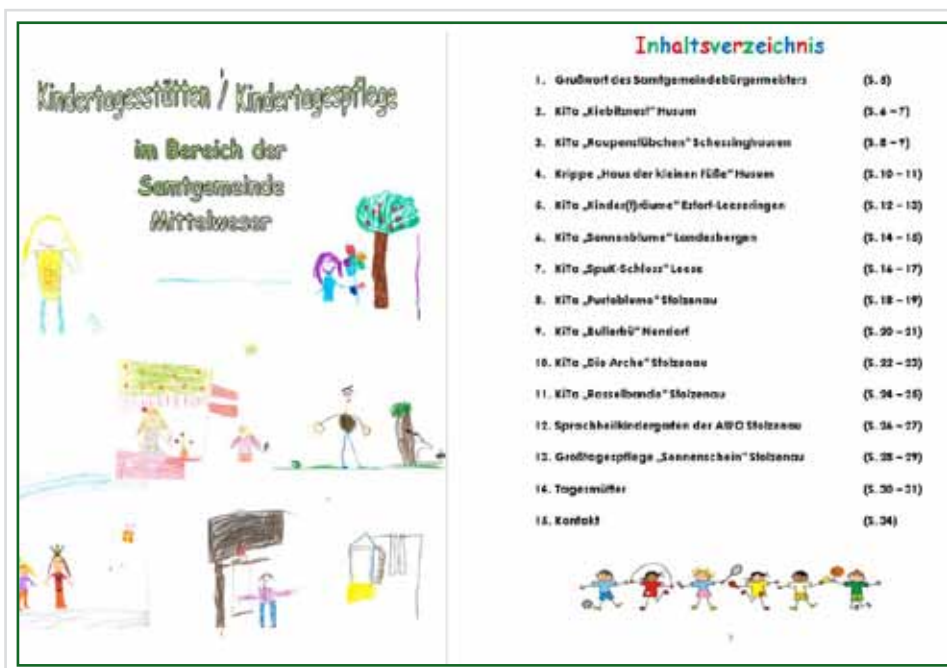 Kindertagesstätten / Kindertagespflege
im Bereich der
Samtgemeinde
Mittelweser
Inhaltsverzeichnis
1. Grußwort des Samtgemeindebürgermeisters (S. 5)
2. KiTa „Kiebitznest“ Husum (S. 6 – 7)
3. KiTa „Raupenstübchen“ Schessinghausen (S. 8 – 9)
4. Krippe „Haus der kleinen Füße“ Husum (S. 10 – 11)
5. KiTa „Kinder(t)räume“ Estorf-Leeseringen (S. 12 – 13)
6. KiTa „Sonnenblume“ Landesbergen (S. 14 – 15)
7. KiTa „SpuK-Schloss“ Leese (S. 16 – 17)
8. KiTa „Pusteblume“ Stolzenau (S. 18 – 19)
9. KiTa „Bullerbü“ Nendorf (S. 20 – 21)
10. KiTa „Die Arche“ Stolzenau (S. 22 – 23)
11. KiTa „Rasselbande“ Stolzenau (S. 24 – 25)
12. Sprachheilkindergarten der AWO Stolzenau (S. 26 – 27)
13. Großtagespflege „Sonnenschein“ Stolzenau (S. 28 – 29)
14. Tagesmütter (S. 30 – 31)
15. Kontakt (S. 34)